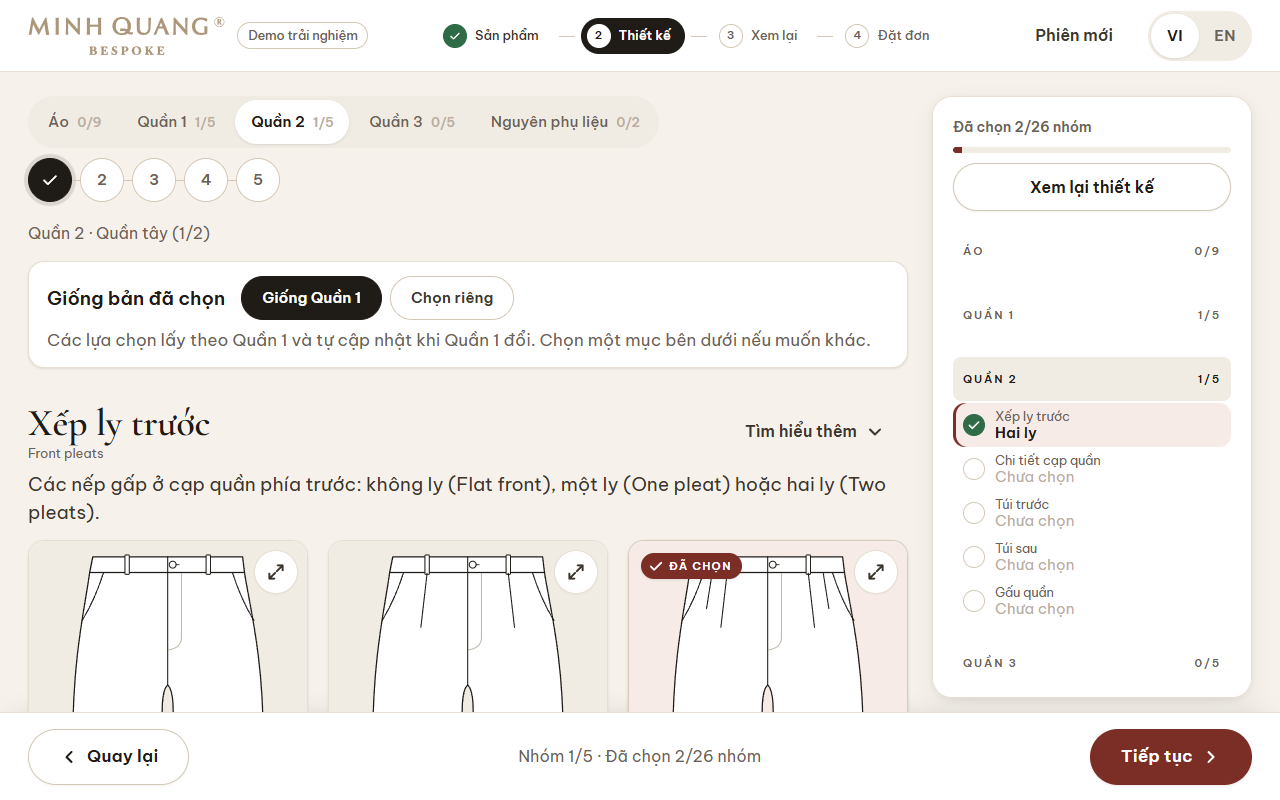 MINH QUANG®
BESPOKE
Demo trải nghiệm
Sản phẩm
2 Thiết kế
3 Xem lại
4 Đặt đơn
Phiên mới
VI EN
Áo 0/9
Quần 1 1/5
Quần 2 1/5
Quần 3 0/5
Nguyên phụ liệu 0/2
2 3 4 5
Quần 2 · Quần tây (1/2)
Giống bản đã chọn
Giống Quần 1
Chọn riêng
Các lựa chọn lấy theo Quần 1 và tự cập nhật khi Quần 1 đổi. Chọn một mục bên dưới nếu muốn khác.
Xếp ly trước
Front pleats
Tìm hiểu thêm
Các nếp gấp ở cạp quần phía trước: không ly (Flat front), một ly (One pleat) hoặc hai ly (Two
pleats).
ĐÃ CHỌN
Đã chọn 2/26 nhóm
Xem lại thiết kế
ÁO 0/9
QUẦN 1 1/5
QUẦN 2 1/5
Xếp ly trước
Hai ly
Chi tiết cạp quần
Chưa chọn
Túi trước
Chưa chọn
Túi sau
Chưa chọn
Gấu quần
Chưa chọn
QUẦN 3 0/5
Quay lại
Nhóm 1/5 · Đã chọn 2/26 nhóm
Tiếp tục